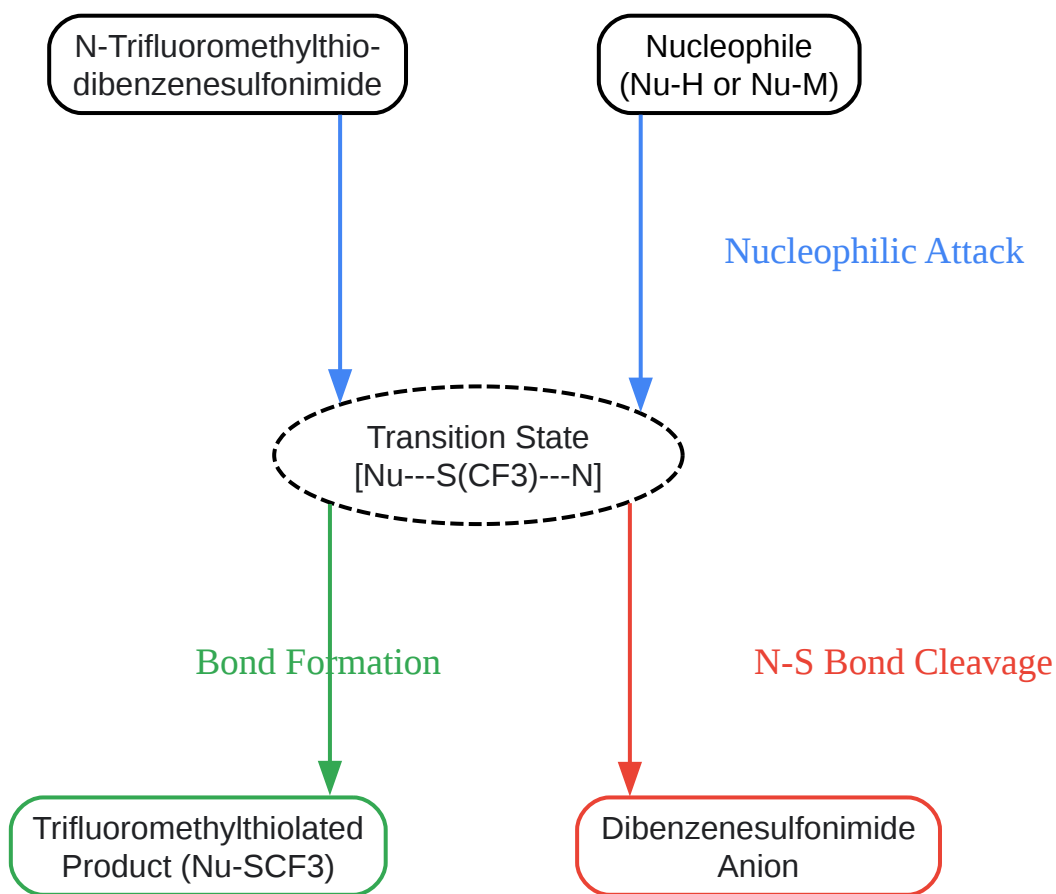 N-Trifluoromethylthio-
dibenzenesulfonimide
Nucleophile
(Nu-H or Nu-M)
Nucleophilic Attack
Transition State
[Nu---S(CF3)---N]
Bond Formation
N-S Bond Cleavage
Trifluoromethylthiolated
Product (Nu-SCF3)
Dibenzenesulfonimide
Anion